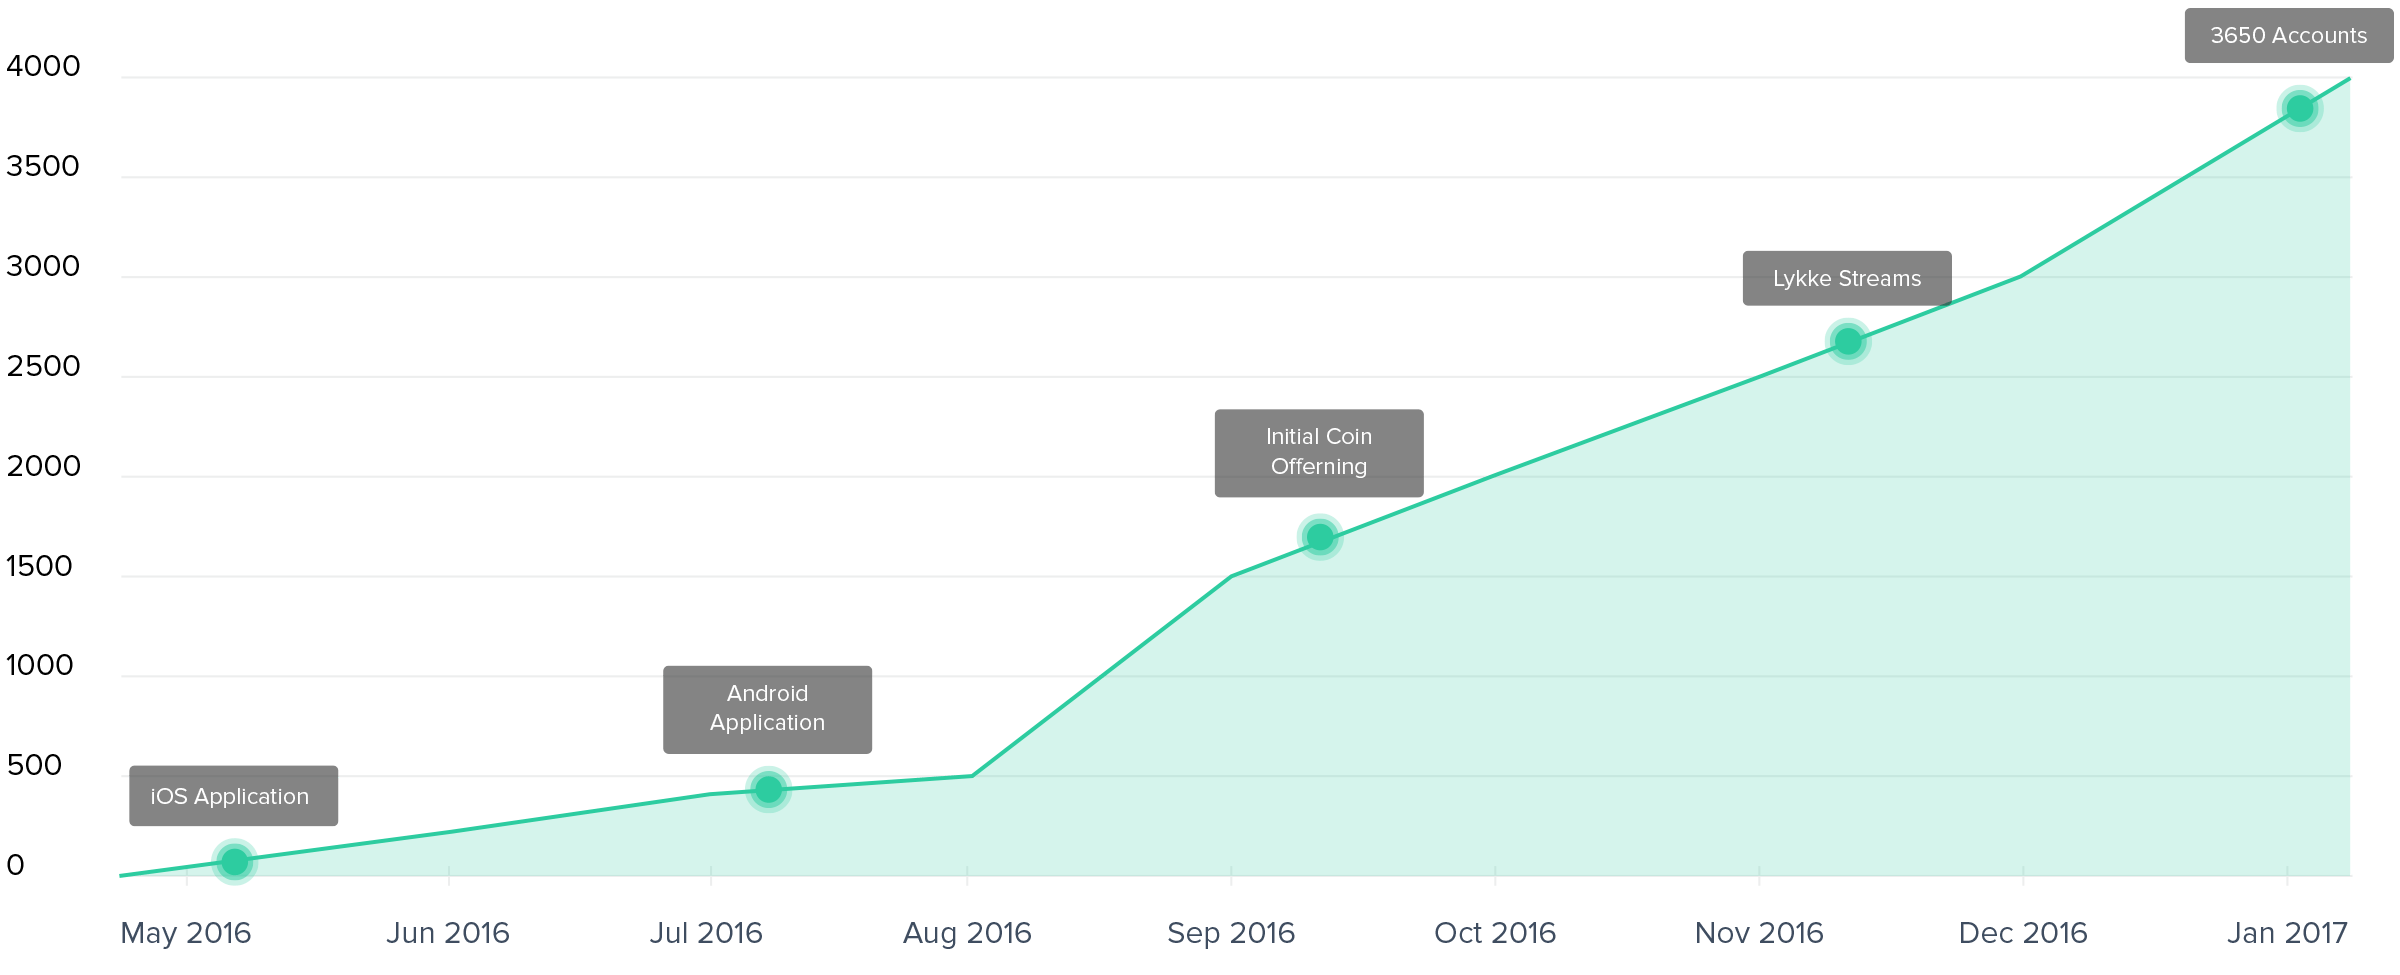 3650 Accounts
4000
3500
3000
Lykke Streams
2500
Initial Coin
Offerning
2000
1500
1000
Android
Application
500
iOS Application
0
May 2016
Jun 2016
Jul 2016
Aug 2016
Sep 2016
Oct 2016
Nov 2016
Dec 2016
Jan 2017